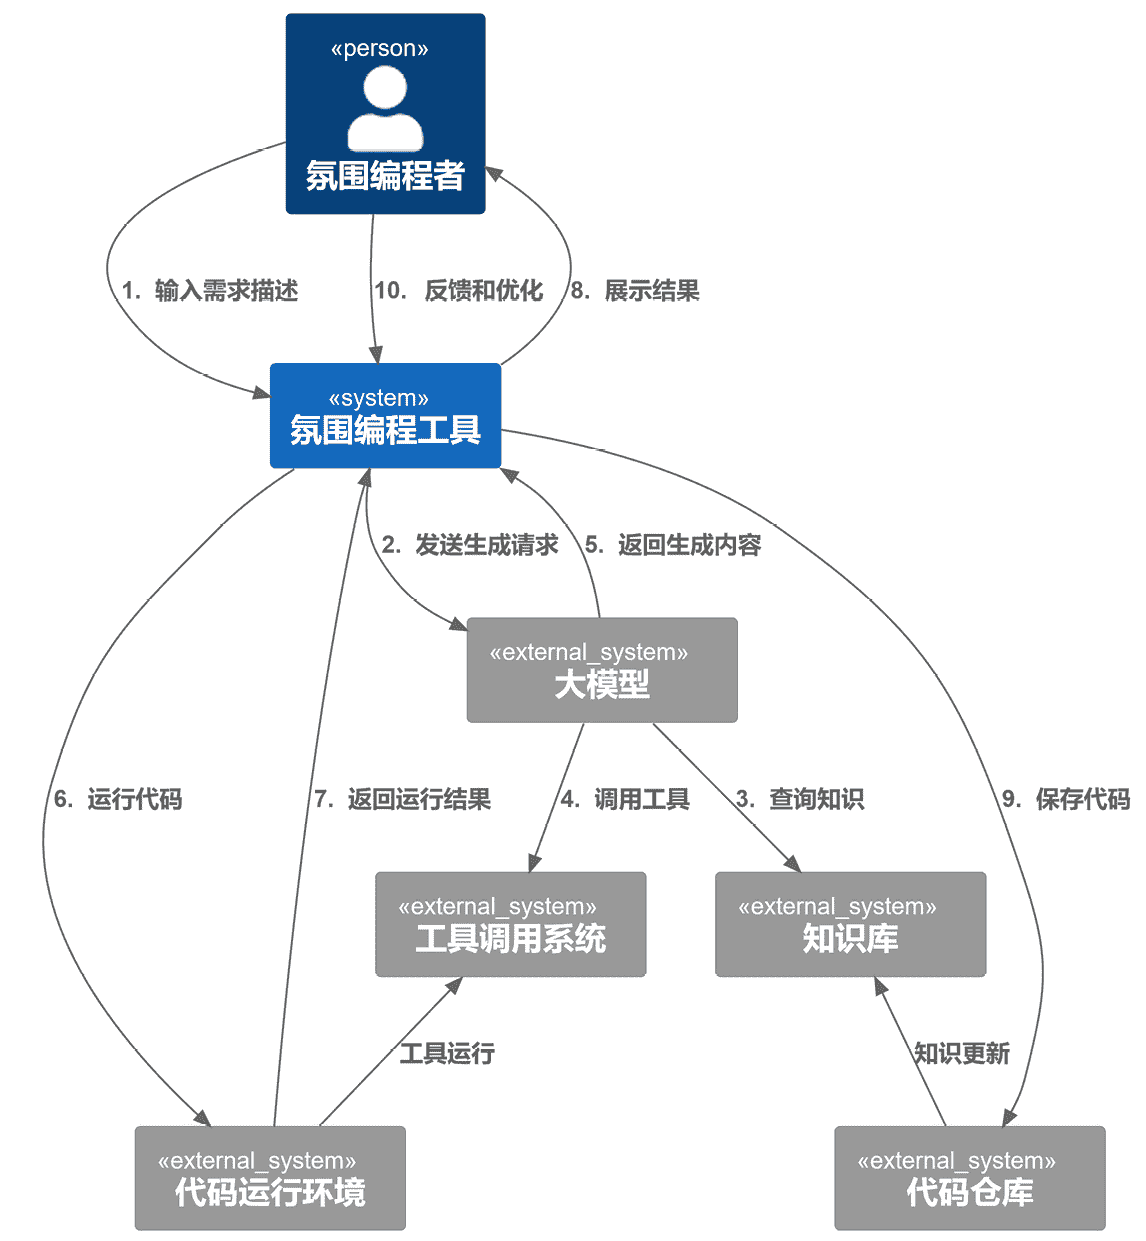 «person»
氛围编程者
1. 输入需求描述
10. 反馈和优化
8. 展示结果
«system»
氛围编程工具
2. 发送生成请求
5. 返回生成内容
«external_system»
大模型
6. 运行代码
7. 返回运行结果
4. 调用工具
3. 查询知识
9. 保存代码
«external_system»
工具调用系统
«external_system»
知识库
工具运行
知识更新
«external_system»
代码运行环境
«external_system»
代码仓库